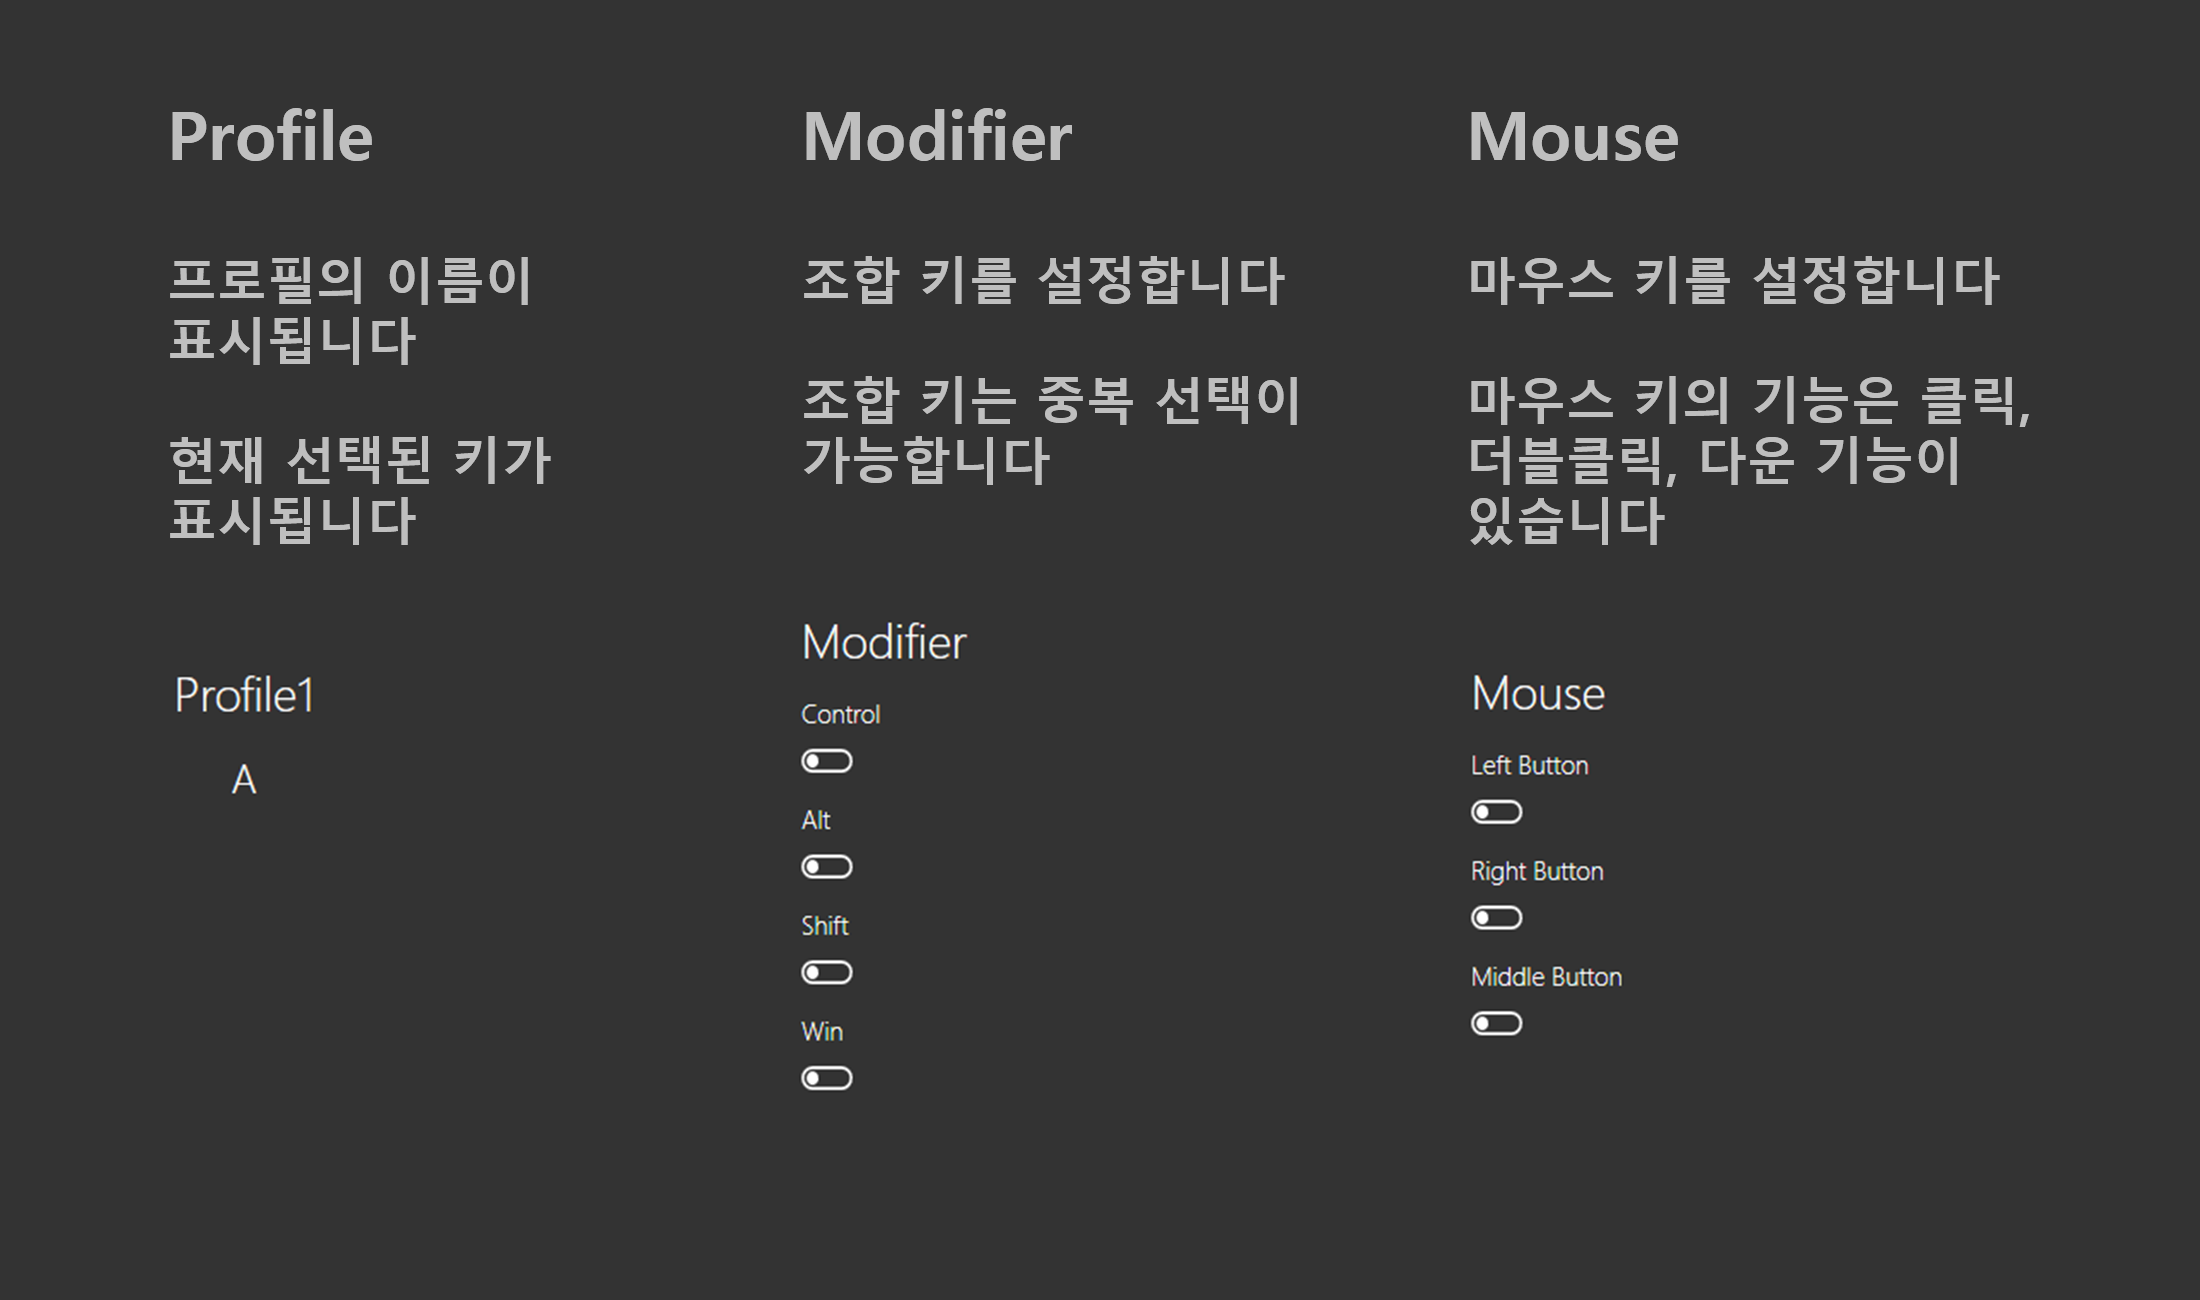 Profile
프로필의 이름이
표시됩니다
현재 선택된 키가
표시됩니다
Profile1
A
Modifier
조합 키를 설정합니다
조합 키는 중복 선택이
가능합니다
Modifier
Control
Alt
Shift
Win
Mouse
마우스 키를 설정합니다
마우스 키의 기능은 클릭,
더블클릭, 다운 기능이
있습니다
Mouse
Left Button
Right Button
Middle Button